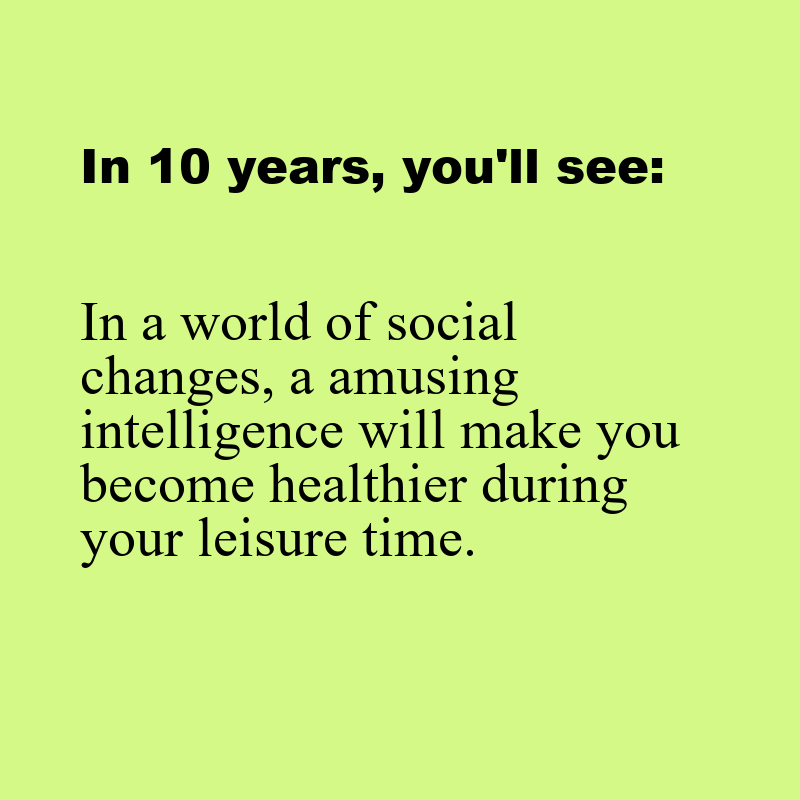 In 10 years, you'll see:
In a world of social
changes, a amusing
intelligence will make you
become healthier during
your leisure time.